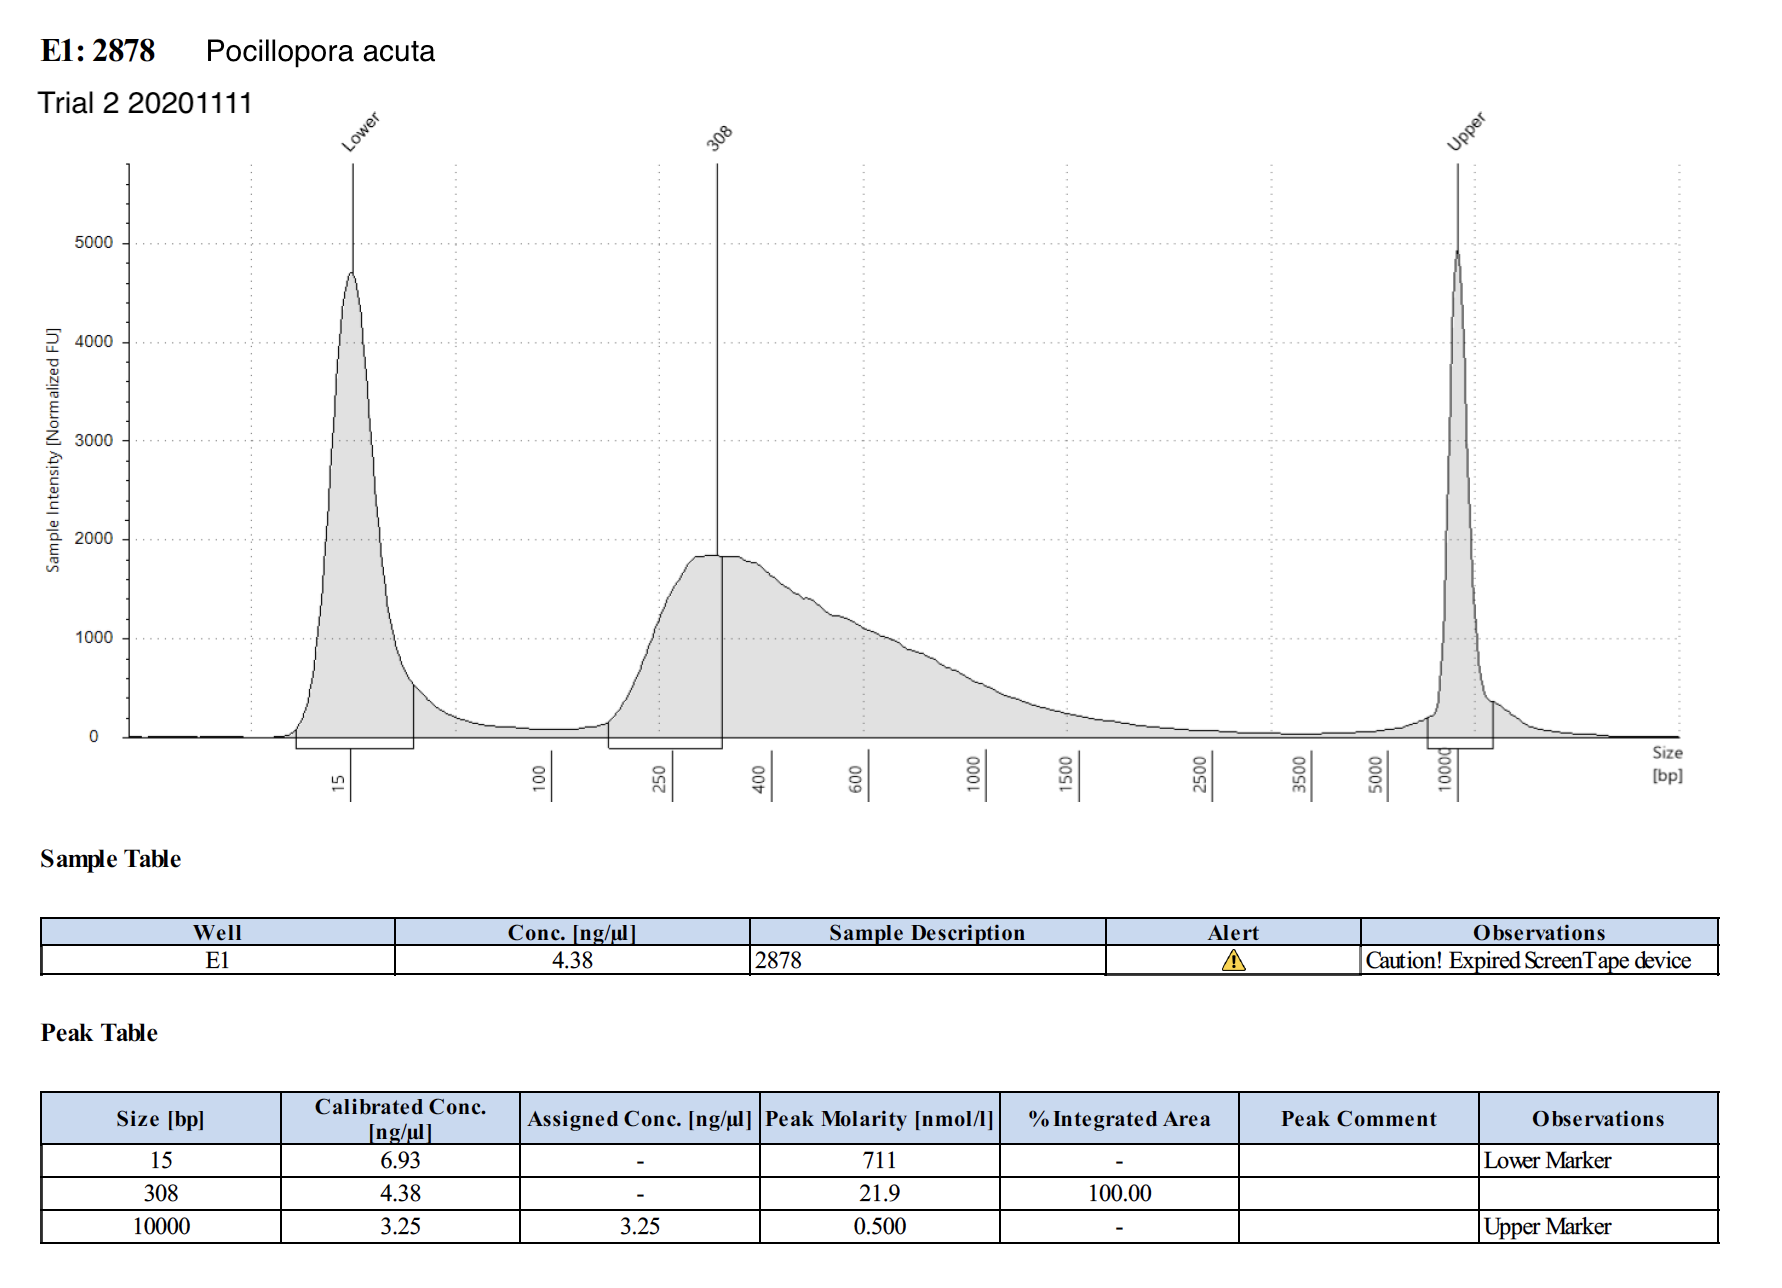 E1: 2878 Pocillopora acuta
Trial 2 20201111
Lower 308 Upper
Sample Intensity [Normalized FU]
5000
4000
3000
2000
1000
0
15 100 250 400 600 1000 1500 2500 3500 5000 10000 Size [bp]
Sample Table
Well Conc. [ng/µl] Sample Description Alert Observations
E1 4.38 2878 Caution! Expired ScreenTape device
Peak Table
Size [bp] Calibrated Conc. [ng/µl] Assigned Conc. [ng/µl] Peak Molarity [nmol/l] % Integrated Area Peak Comment Observations
15 6.93 - 711 - Lower Marker
308 4.38 - 21.9 100.00
10000 3.25 3.25 0.500 - Upper Marker